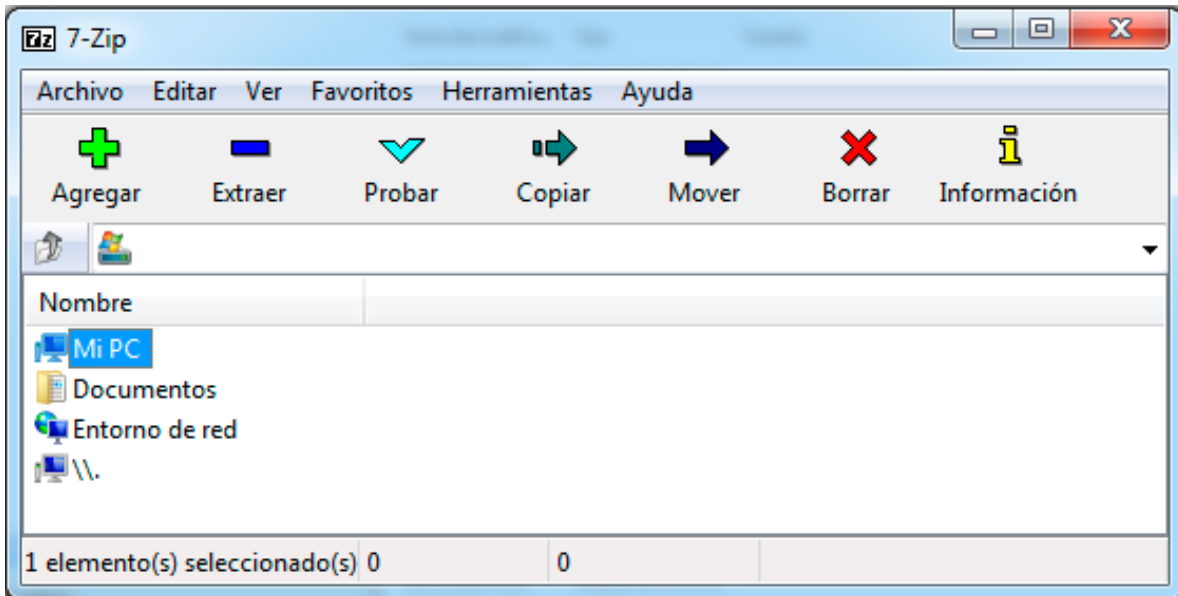 7z 7-Zip
Archivo Editar Ver Favoritos Herramientas Ayuda
Agregar Extraer Probar Copiar Mover Borrar Información
Nombre
Mi PC
Documentos
Entorno de red
\\.
1 elemento(s) seleccionado(s) 0 0